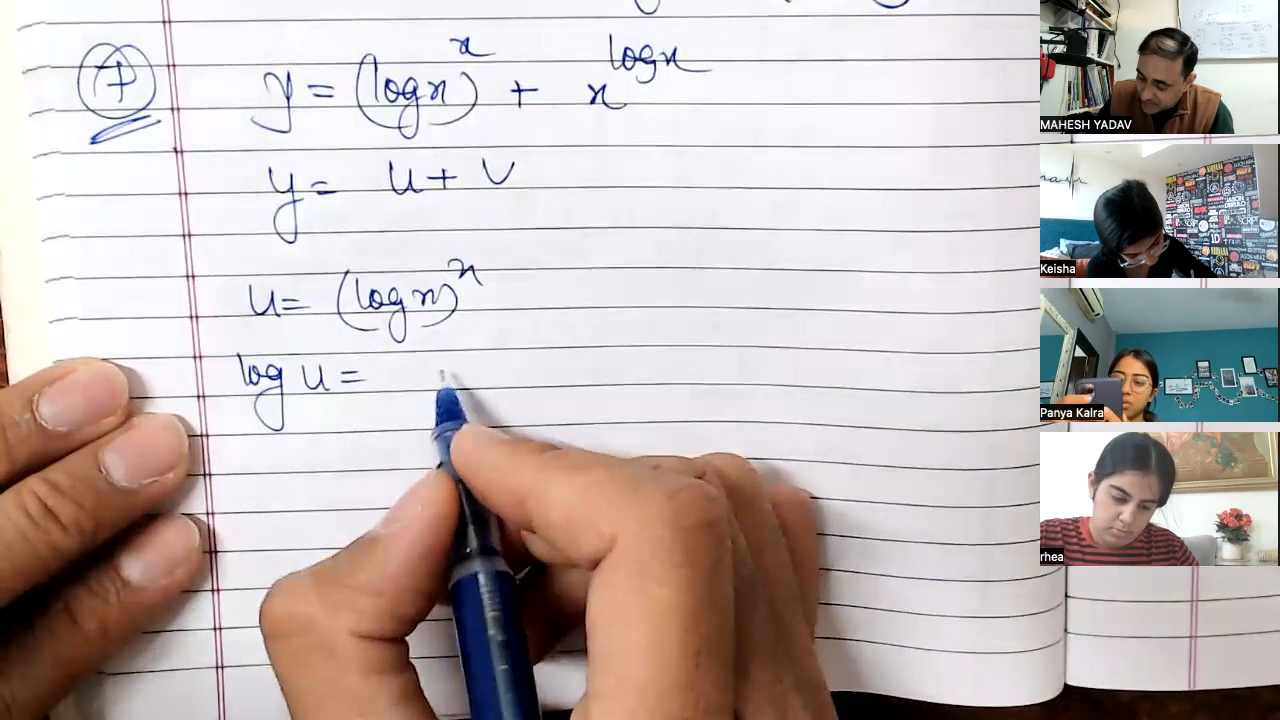 7 y = (log x)^x + x^log x
y = u + v
u = (log x)^x
log u =
MAHESH YADAV
Keisha
Panya Kalra
rhea